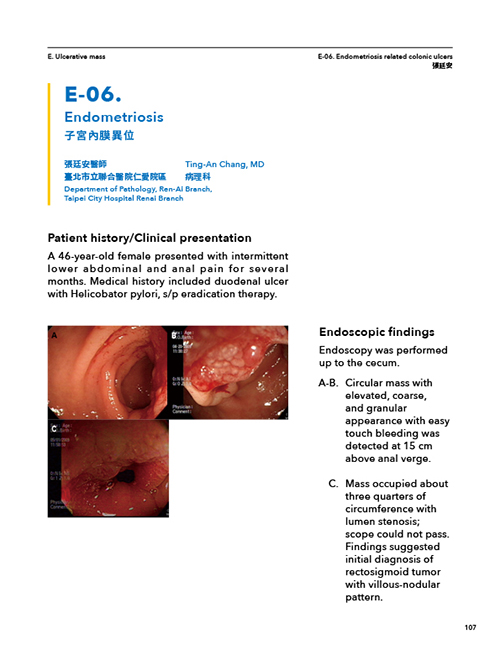 E. Ulcerative mass
E-06. Endometriosis related colonic ulcers
張廷安
E-06.
Endometriosis
子宮內膜異位
張廷安醫師 Ting-An Chang, MD
臺北市立聯合醫院仁愛院區 病理科
Department of Pathology, Ren-Ai Branch,
Taipei City Hospital Renai Branch
Patient history/Clinical presentation
A 46-year-old female presented with intermittent
lower abdominal and anal pain for several
months. Medical history included duodenal ulcer
with Helicobator pylori, s/p eradication therapy.
A
B
C
Physician:
Comment:
Endoscopic findings
Endoscopy was performed
up to the cecum.
A-B. Circular mass with
elevated, coarse,
and granular
appearance with easy
touch bleeding was
detected at 15 cm
above anal verge.
C. Mass occupied about
three quarters of
circumference with
lumen stenosis;
scope could not pass.
Findings suggested
initial diagnosis of
rectosigmoid tumor
with villous-nodular
pattern.
107